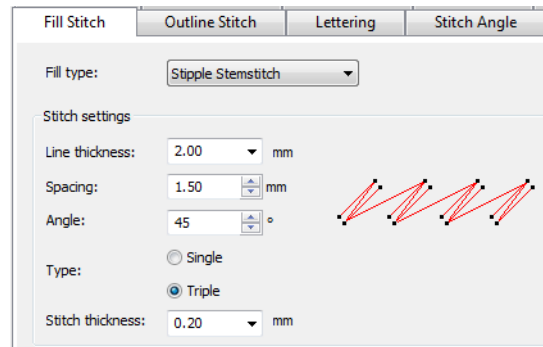 Fill Stitch Outline Stitch Lettering Stitch Angle
Fill type: Stipple Stemstitch
Stitch settings
Line thickness: 2.00 mm
Spacing: 1.50 mm
Angle: 45 °
Single
Type:
Triple
Stitch thickness: 0.20 mm